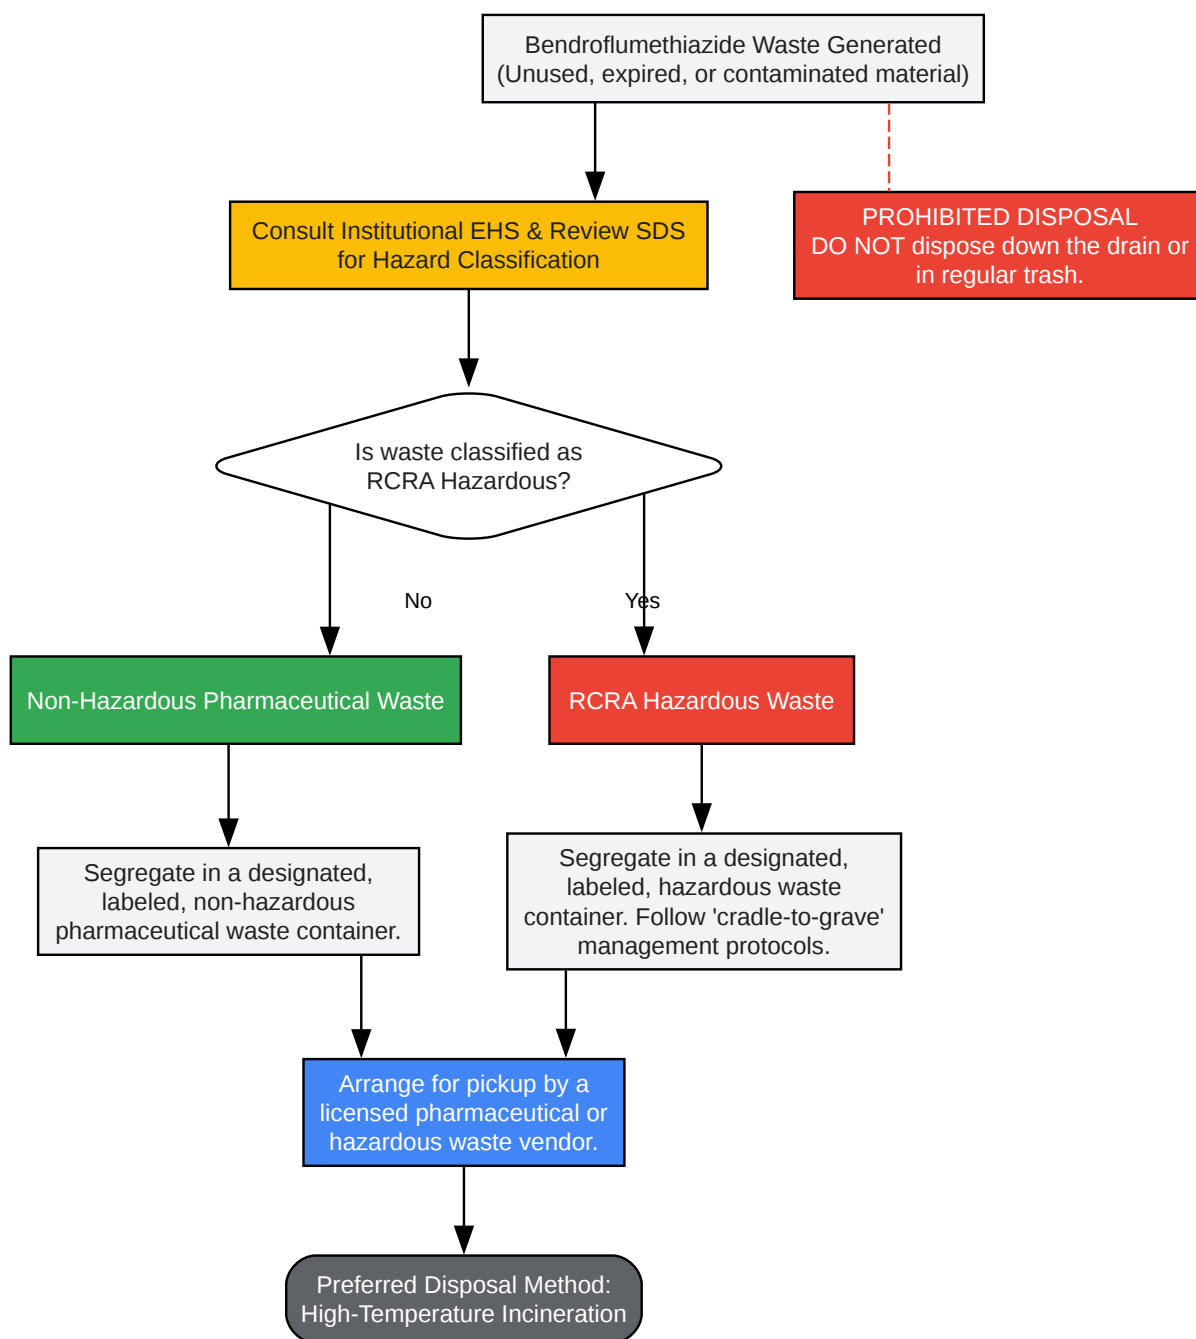 Bendroflumethiazide Waste Generated
(Unused, expired, or contaminated material)
Consult Institutional EHS & Review SDS
for Hazard Classification
PROHIBITED DISPOSAL
DO NOT dispose down the drain or
in regular trash.
Is waste classified as
RCRA Hazardous?
No
Yes
Non-Hazardous Pharmaceutical Waste
RCRA Hazardous Waste
Segregate in a designated,
labeled, non-hazardous
pharmaceutical waste container.
Segregate in a designated,
labeled, hazardous waste
container. Follow 'cradle-to-grave'
management protocols.
Arrange for pickup by a
licensed pharmaceutical or
hazardous waste vendor.
Preferred Disposal Method:
High-Temperature Incineration